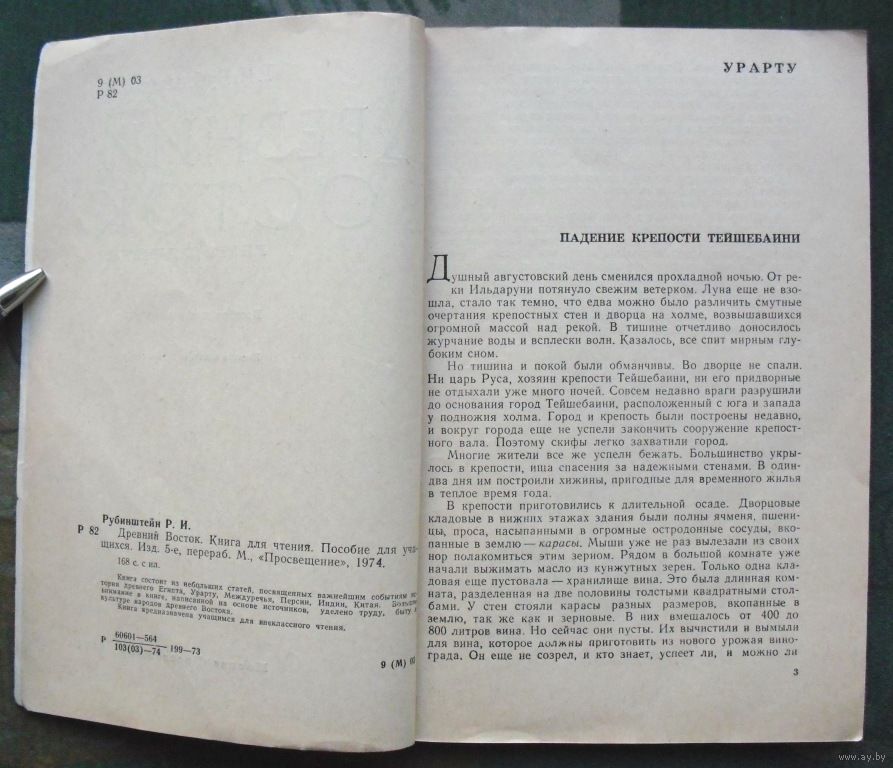 9 (М) 03
Р 82
Рубинштейн Р. И.
Р 82 Древний Восток. Книга для чтения. Пособие для уча-
щихся. Изд. 5-е, перераб. М., «Просвещение», 1974.
168 с. с ил.
Книга состоит из небольших статей, посвященных важнейшим событиям
тория древнего Египта, Урарту, Междуречья, Персии, Индии, Китая.
внимание в книге, написанной на основе источников, уделено труду, быту
культуре народов древнего Востока.
Книга предназначена учащимся для внеклассного чтения.
Р 60601—564
103(03)—74 199—73
9 (М)
УРАРТУ
ПАДЕНИЕ КРЕПОСТИ ТЕЙШЕБАИНИ
Душный августовский день сменился прохладной ночью. От ре-
ки Ильдаруни потянуло свежим ветерком. Луна еще не взо-
шла, стало так темно, что едва можно было различить смутные
очертания крепостных стен и дворца на холме, возвышавшихся
огромной массой над рекой. В тишине отчетливо доносилось
журчание воды и всплески волн. Казалось, все спит мирным глу-
боким сном.
Но тишина и покой были обманчивы. Во дворце не спали.
Ни царь Руса, хозяин крепости Тейшебаини, ни его придворные
не отдыхали уже много ночей. Совсем недавно враги разрушили
до основания город Тейшебаини, расположенный с юга и запада
у подножия холма. Город и крепость были построены недавно,
и вокруг города еще не успели закончить сооружение крепост-
ного вала. Поэтому скифы легко захватили город.
Многие жители все же успели бежать. Большинство укры-
лось в крепости, ища спасения за надежными стенами. В один-
два дня им построили хижины, пригодные для временного жилья
в теплое время года.
В крепости приготовились к длительной осаде. Дворцовые
кладовые в нижних этажах здания были полны ячменя, пшени-
цы, проса, насыпанными в огромные остродонные сосуды, вко-
панные в землю — карасы. Мыши уже не раз вылезали из своих
нор полакомиться этим зерном. Рядом в большой комнате уже
начали выжимать масло из кунжутных зерен. Только одна кла-
довая еще пустовала — хранилище вина. Это была длинная ком-
ната, разделенная на две половины толстыми квадратными стол-
бами. У стен стояли карасы разных размеров, вкопанные в
землю, так же как и зерновые. В них вмещалось от 400 до
800 литров вина. Но сейчас они пусты. Их вычистили и вымыли
для вина, которое должны приготовить из нового урожая вино-
града. Он еще не созрел, и кто знает, успеет ли, и можно ли
3
www.ay.by